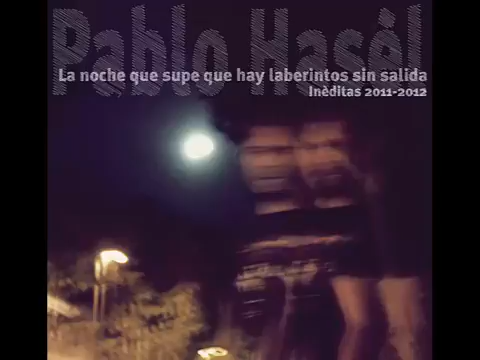 Pablo Hasél
La noche que supe que hay laberintos sin salida
Inèditas 2011-2012